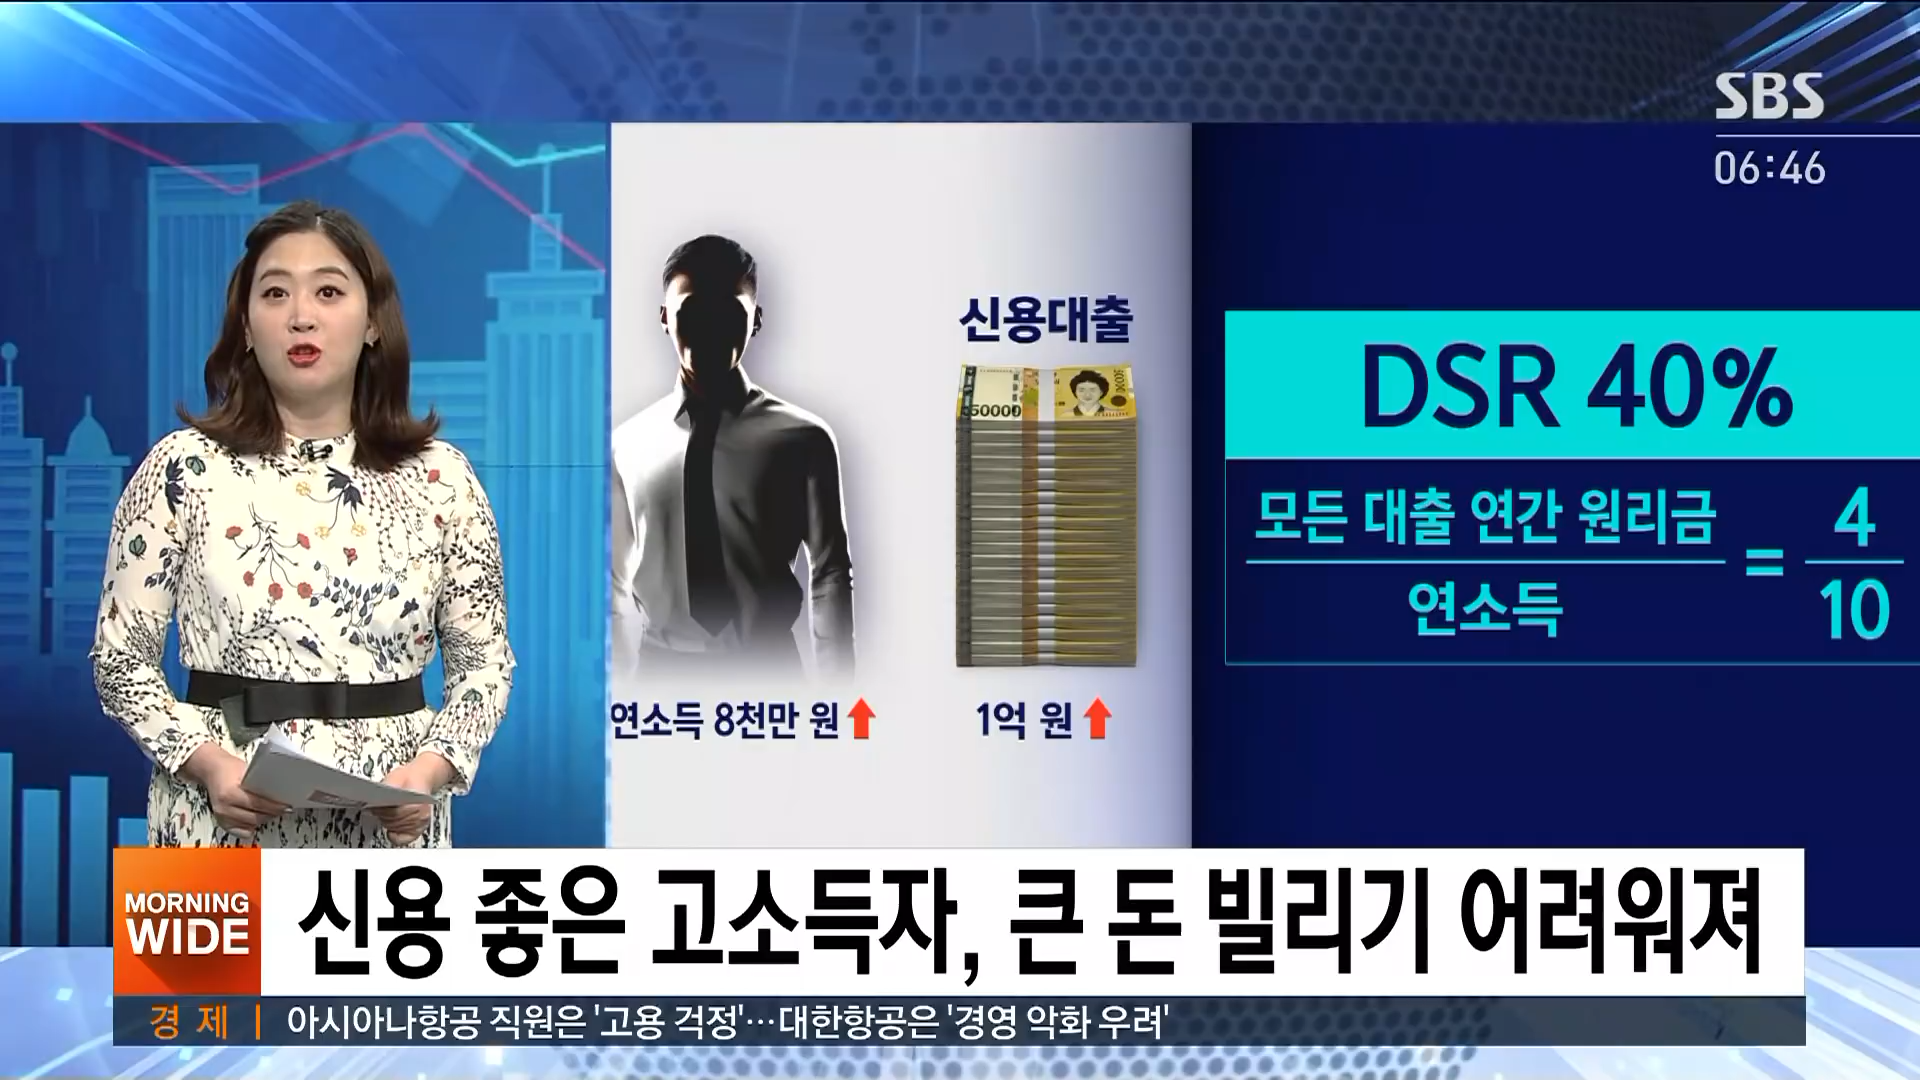 SBS
06:46
신용대출
50000
연소득 8천만 원
1억 원
DSR 40%
모든 대출 연간 원리금
연소득
=
4
10
MORNING
WIDE
신용 좋은 고소득자, 큰 돈 빌리기 어려워져
경 제 | 아시아나항공 직원은 '고용 걱정'…대한항공은 '경영 악화 우려'